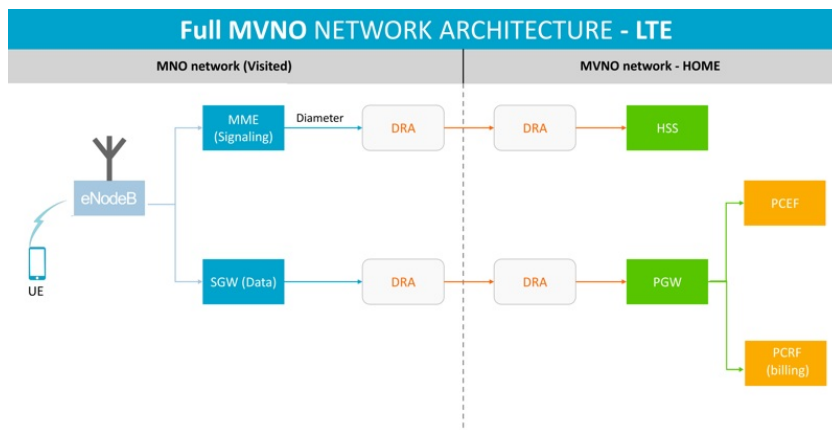 Full MVNO NETWORK ARCHITECTURE - LTE
MNO network (Visited)
MVNO network - HOME
MME
(Signaling)
Diameter
DRA
DRA
HSS
eNodeB
UE
PCEF
SGW (Data)
DRA
DRA
PGW
PCRF
(billing)